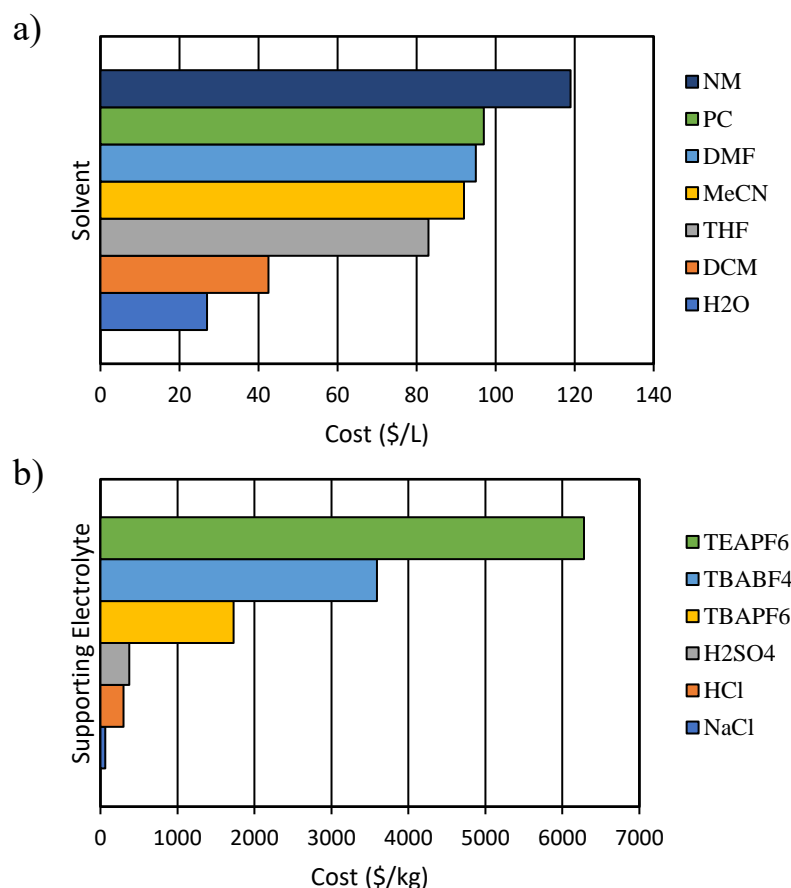 a)
Solvent
NM
PC
DMF
MeCN
THF
DCM
H2O
0 20 40 60 80 100 120 140
Cost ($/L)
b)
Supporting Electrolyte
TEAPF6
TBABF4
TBAPF6
H2SO4
HCl
NaCl
0 1000 2000 3000 4000 5000 6000 7000
Cost ($/kg)